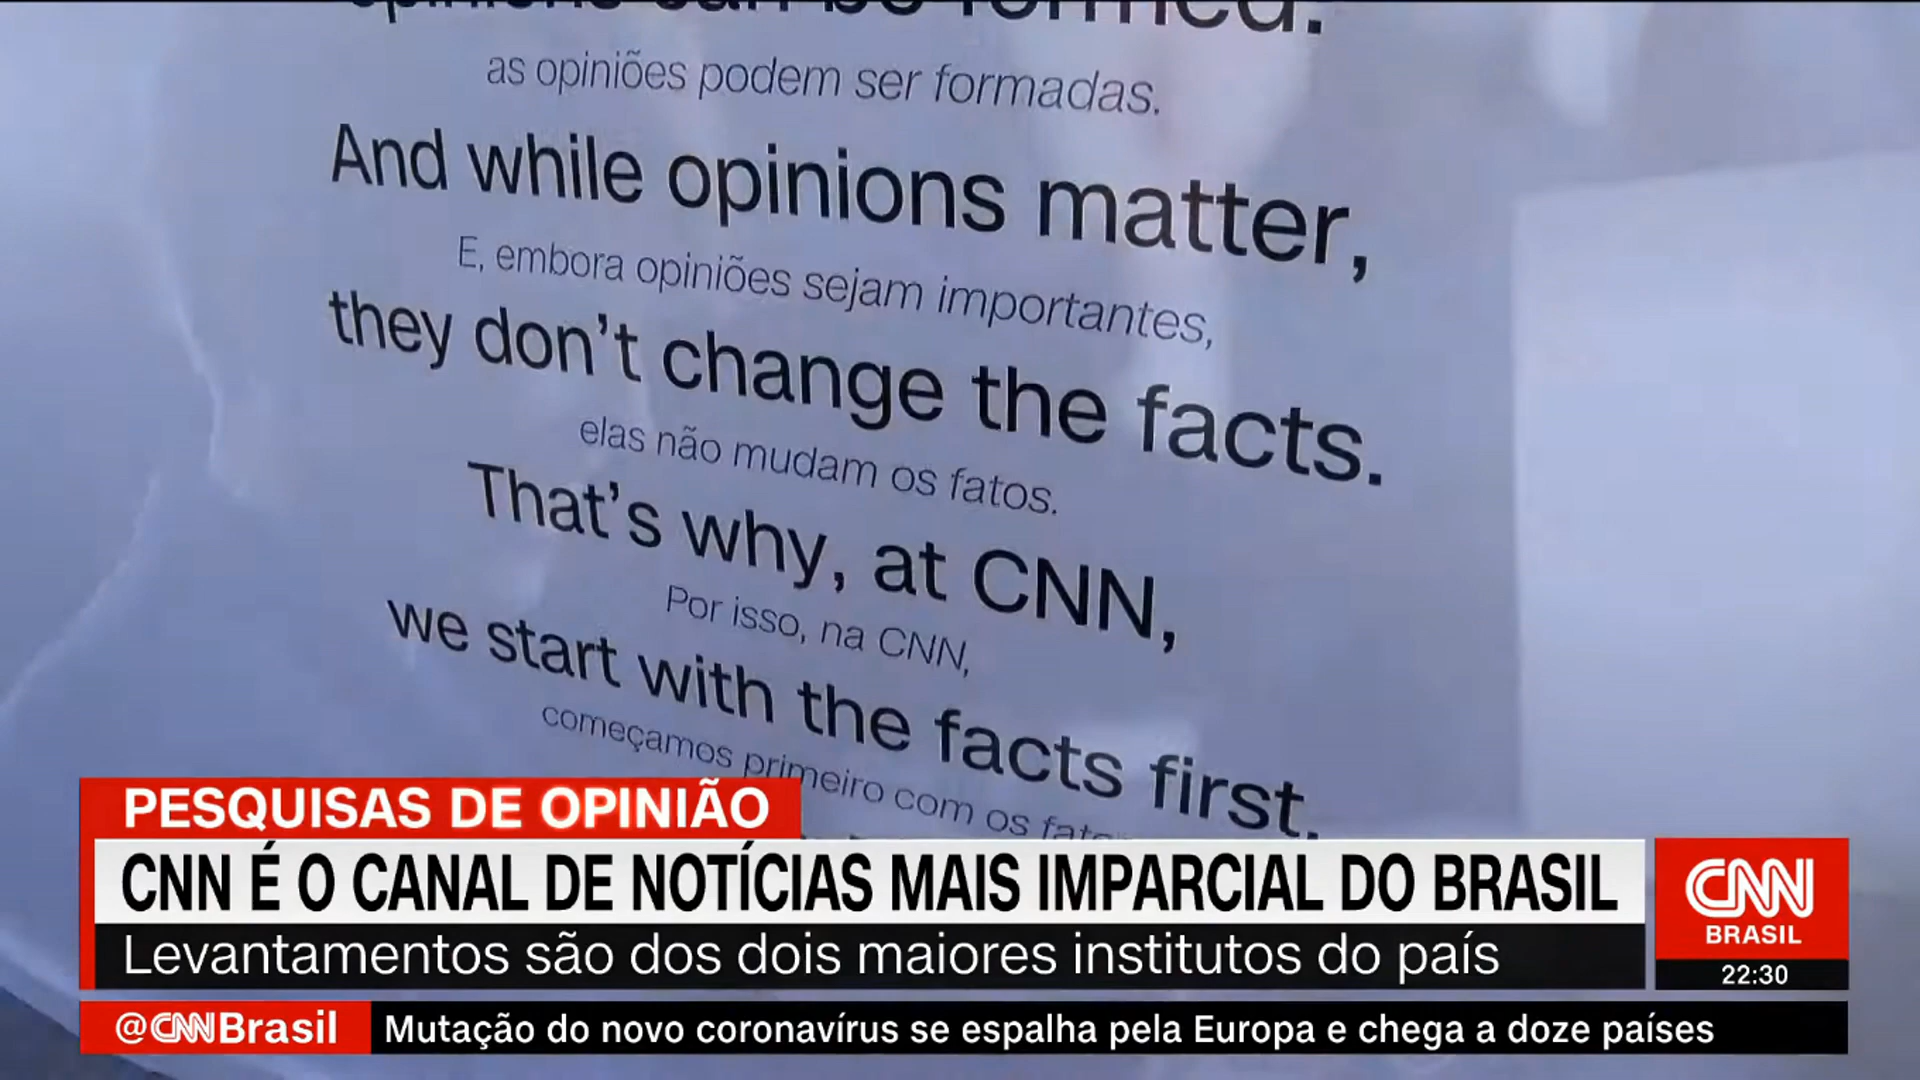 opinions can be formed.
as opiniões podem ser formadas.
And while opinions matter,
E, embora opiniões sejam importantes,
they don't change the facts.
elas não mudam os fatos.
That's why, at CNN,
Por isso, na CNN,
we start with the facts first.
começamos primeiro com os
PESQUISAS DE OPINIÃO
CNN É O CANAL DE NOTÍCIAS MAIS IMPARCIAL DO BRASIL
Levantamentos são dos dois maiores institutos do país
CNN
BRASIL
22:30
@CNNBrasil
Mutação do novo coronavírus se espalha pela Europa e chega a doze países